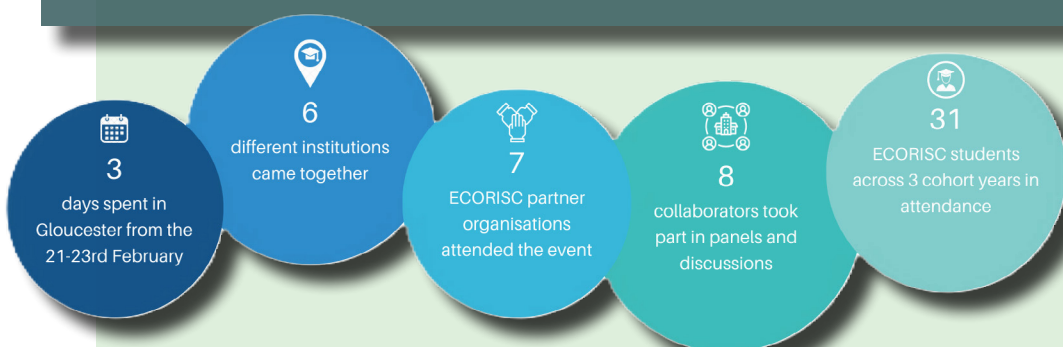 3
days spent in
Gloucester from the
21-23rd February
6
different institutions
came together
7
ECORISC partner
organisations
attended the event
8
collaborators took
part in panels and
discussions
31
ECORISC students
across 3 cohort years in
attendance